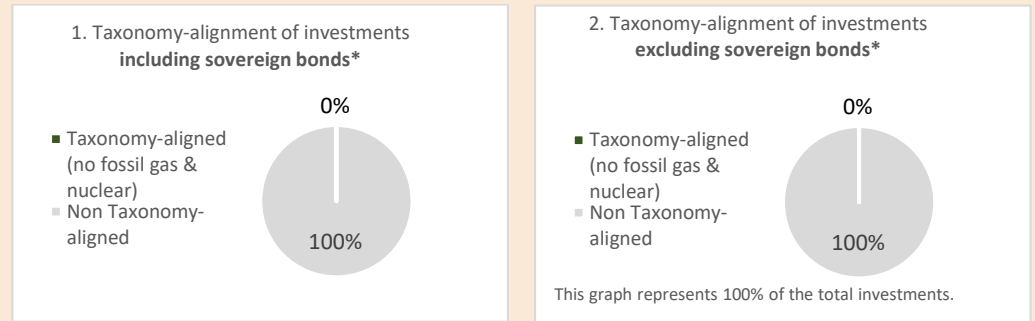 1. Taxonomy-alignment of investments
including sovereign bonds*
0%
Taxonomy-aligned
(no fossil gas &
nuclear)
Non Taxonomy-
aligned
100%
2. Taxonomy-alignment of investments
excluding sovereign bonds*
0%
Taxonomy-aligned
(no fossil gas &
nuclear)
Non Taxonomy-
aligned
100%
This graph represents 100% of the total investments.